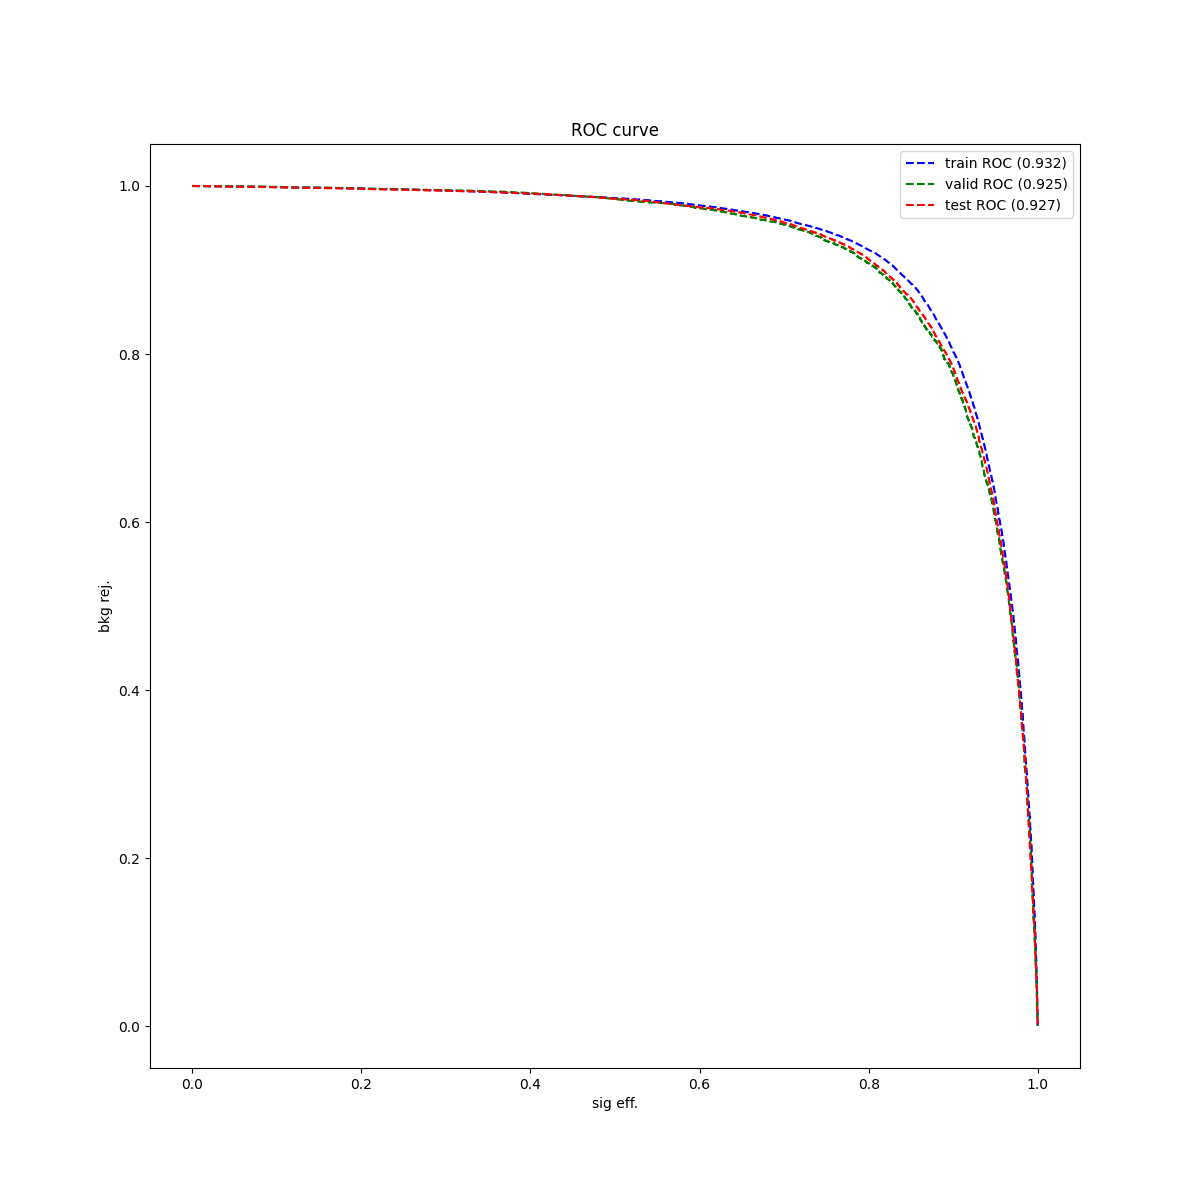 ROC curve
train ROC (0.932)
valid ROC (0.925)
test ROC (0.927)
1.0
0.8
0.6
0.4
0.2
0.0
bkg rej.
0.0 0.2 0.4 0.6 0.8 1.0
sig eff.